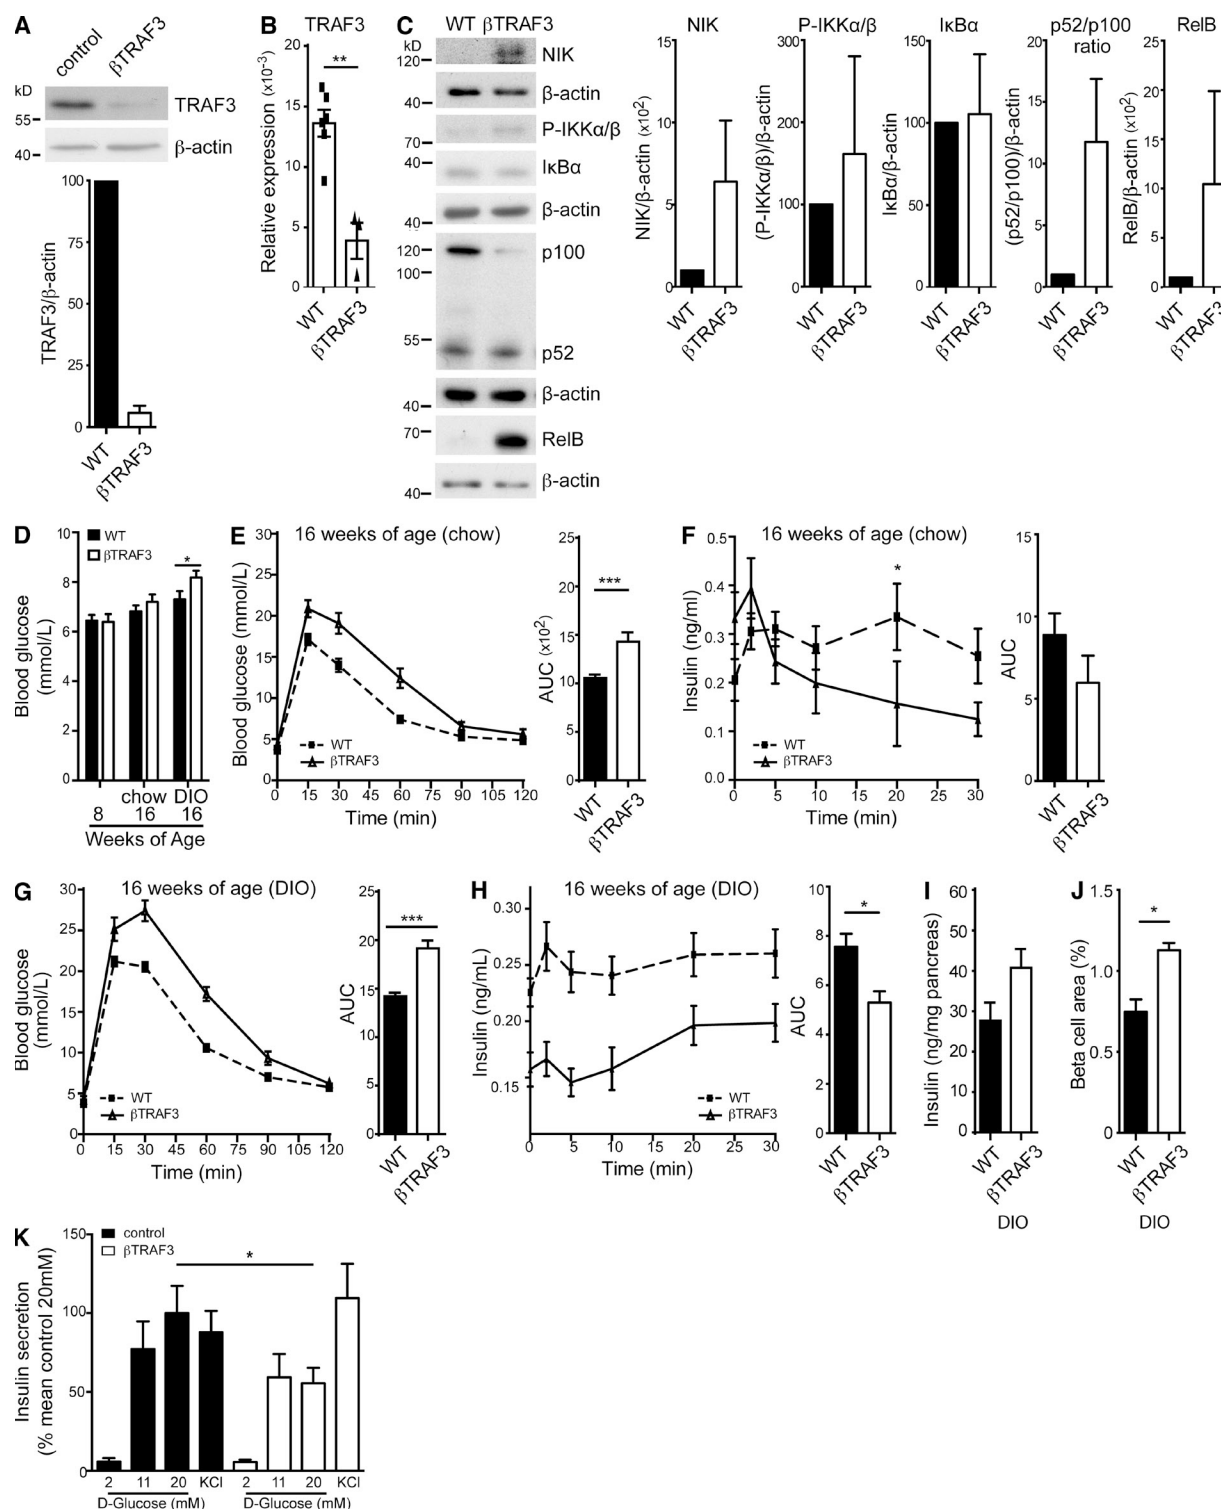 A
control
βTRAF3
kD
55
40
TRAF3
β-actin
TRAF3/β-actin
100
75
50
25
0
WT
βTRAF3
B
TRAF3
Relative expression (x10⁻³)
20
15
10
5
0
**
WT
βTRAF3
C
WT βTRAF3
kD
120
NIK
40
β-actin
70
P-IKKα/β
40
IκBα
40
β-actin
120
p100
100
55
p52
40
β-actin
70
RelB
40
β-actin
NIK
NIK/β-actin (x10²)
15
10
5
0
WT
βTRAF3
P-IKKα/β
(P-IKKα/β)/β-actin
300
200
100
0
WT
βTRAF3
IκBα
IκBα/β-actin
150
100
50
0
WT
βTRAF3
p52/p100
ratio
(p52/p100)/β-actin
20
15
10
5
0
WT
βTRAF3
RelB
RelB/β-actin (x10²)
25
20
15
10
5
0
WT
βTRAF3
D
Blood glucose
(mmol/L)
10
8
6
4
2
0
WT
βTRAF3
*
chow DIO
8 16 16
Weeks of Age
E
16 weeks of age (chow)
Blood glucose (mmol/L)
30
25
20
15
10
5
0
WT
βTRAF3
0 15 30 45 60 75 90 105 120
Time (min)
AUC (x10²)
25
20
15
10
5
0
***
WT
βTRAF3
F
16 weeks of age (chow)
Insulin (ng/ml)
0.5
0.4
0.3
0.2
0.1
0.0
*
WT
βTRAF3
0 5 10 15 20 25 30
Time (min)
AUC
15
10
5
0
WT
βTRAF3
G
16 weeks of age (DIO)
Blood glucose
(mmol/L)
30
25
20
15
10
5
0
WT
βTRAF3
0 15 30 45 60 75 90 105 120
Time (min)
AUC
25
20
15
10
5
0
***
WT
βTRAF3
H
16 weeks of age (DIO)
Insulin (ng/mL)
0.30
0.25
0.20
0.15
WT
βTRAF3
0 5 10 15 20 25 30
Time (min)
AUC
10
8
6
4
2
0
*
WT
βTRAF3
I
Insulin (ng/mg pancreas)
60
50
40
30
20
10
0
WT
βTRAF3
DIO
J
Beta cell area (%)
1.5
1.0
0.5
0
*
WT
βTRAF3
DIO
K
Insulin secretion
(% mean control 20mM)
150
100
50
0
control
βTRAF3
*
2 11 20 KCl 2 11 20 KCl
D-Glucose (mM) D-Glucose (mM)